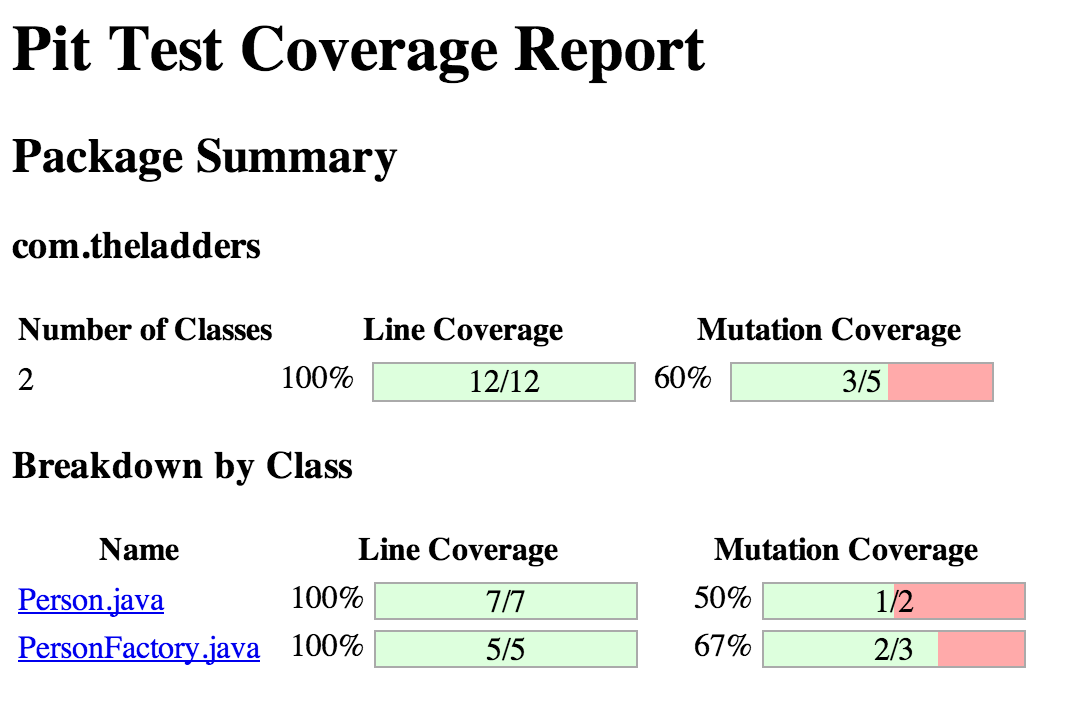 Pit Test Coverage Report
Package Summary
com.theladders
Number of Classes Line Coverage Mutation Coverage
2 100% 12/12 60% 3/5
Breakdown by Class
Name Line Coverage Mutation Coverage
Person.java 100% 7/7 50% 1/2
PersonFactory.java 100% 5/5 67% 2/3